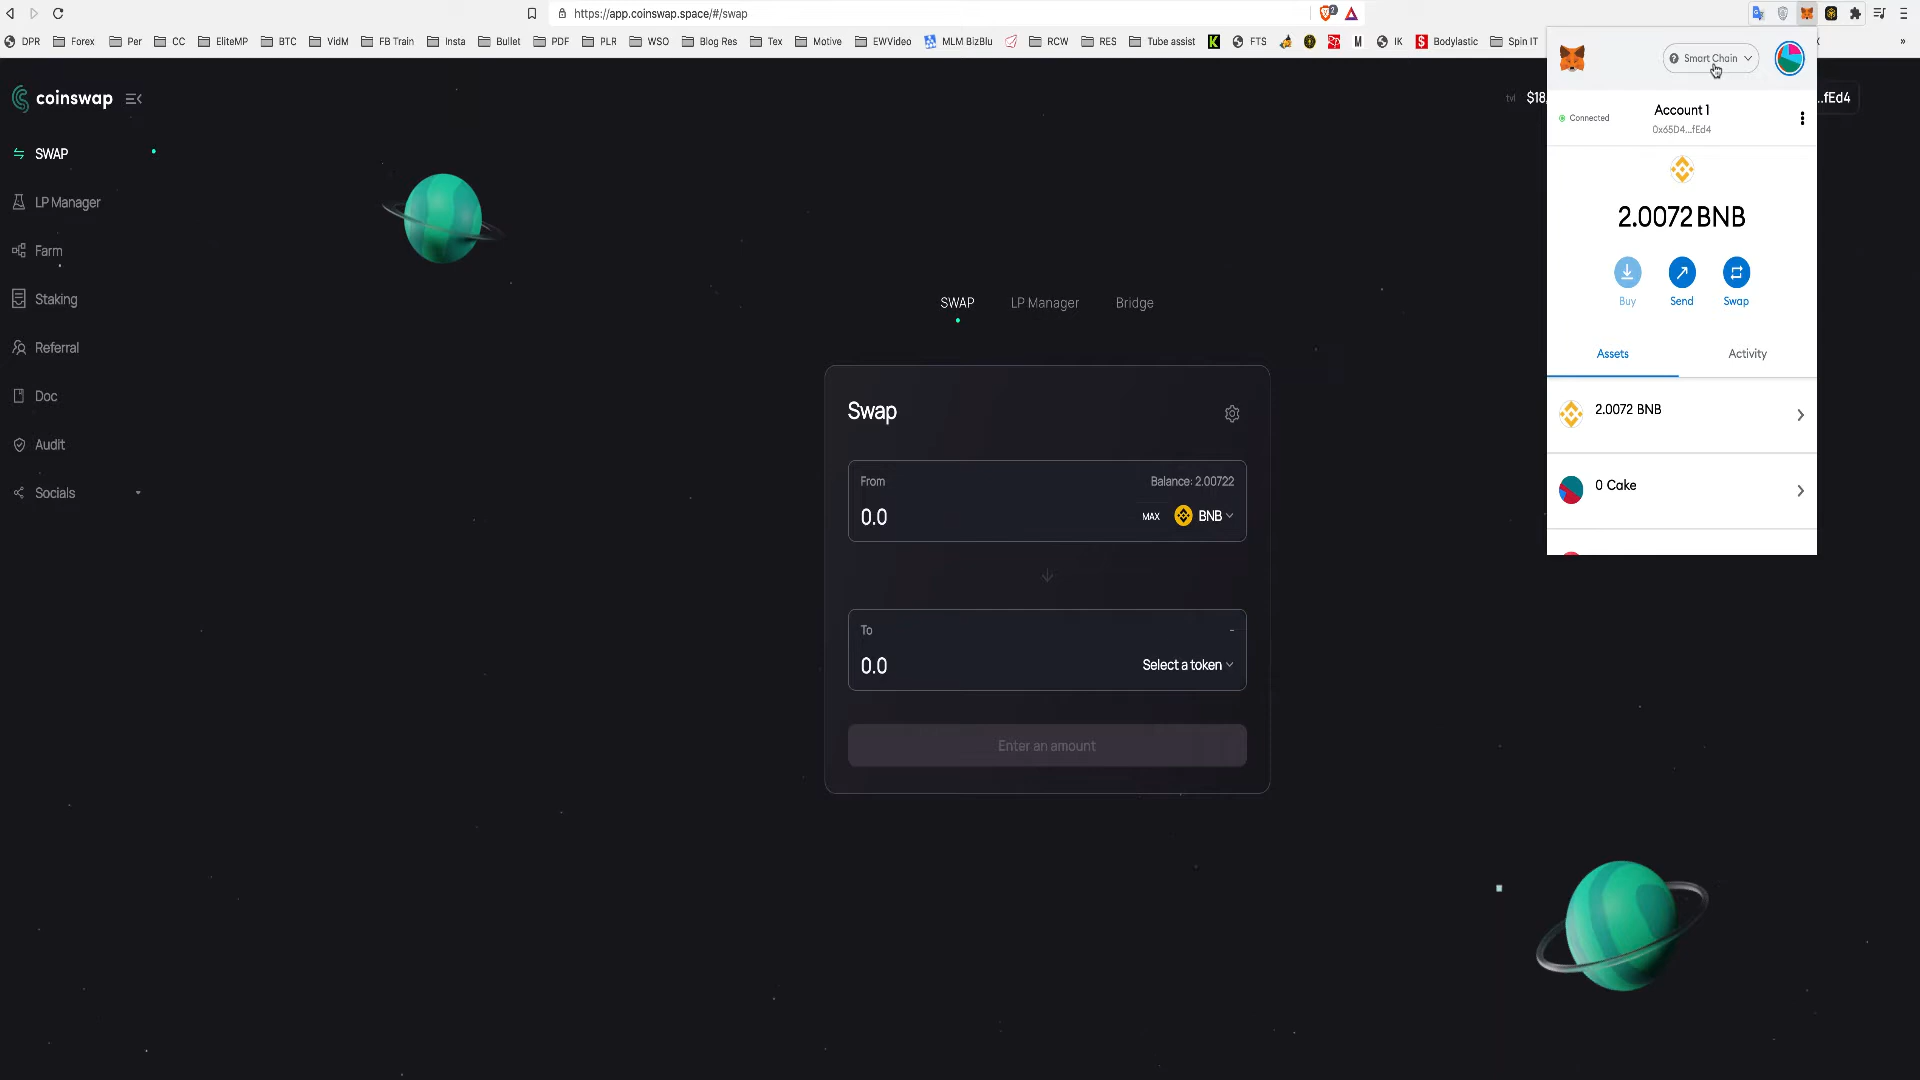 https://app.coinswap.space/#/swap
2
DPR Forex Per CC EliteMP BTC VidM FB Train Insta Bullet PDF PLR WSO Blog Res Tex Motive EWVideo MLM BizBlu RCW RES Tube assist K FTS M IK $ Bodylastic Spin IT »
Smart Chain
coinswap
tvl $18,
...fEd4
Account 1
Connected
0x65D4...fEd4
SWAP
LP Manager
Farm
Staking
Referral
Doc
Audit
Socials
2.0072 BNB
Buy Send Swap
Assets Activity
2.0072 BNB
0 Cake
SWAP LP Manager Bridge
Swap
From Balance: 2.00722
0.0 MAX BNB
To -
0.0 Select a token
Enter an amount